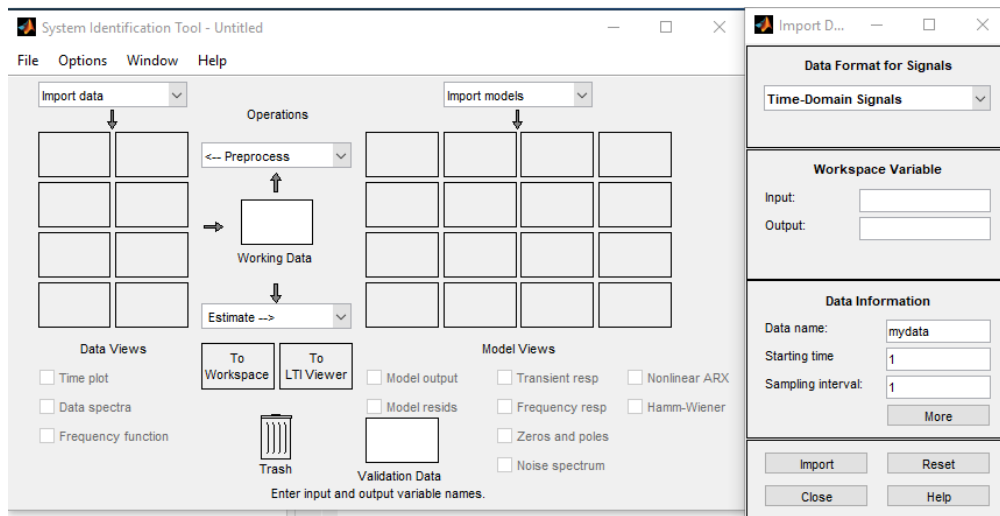 System Identification Tool - Untitled
File Options Window Help
Import data
Operations
Import models
<-- Preprocess
Working Data
Estimate -->
Data Views
To Workspace
To LTI Viewer
Model Views
Time plot
Data spectra
Frequency function
Model output
Transient resp
Nonlinear ARX
Model resids
Frequency resp
Hamm-Wiener
Zeros and poles
Noise spectrum
Trash
Validation Data
Enter input and output variable names.
Import D...
Data Format for Signals
Time-Domain Signals
Workspace Variable
Input:
Output:
Data Information
Data name: mydata
Starting time 1
Sampling interval: 1
More
Import Reset
Close Help